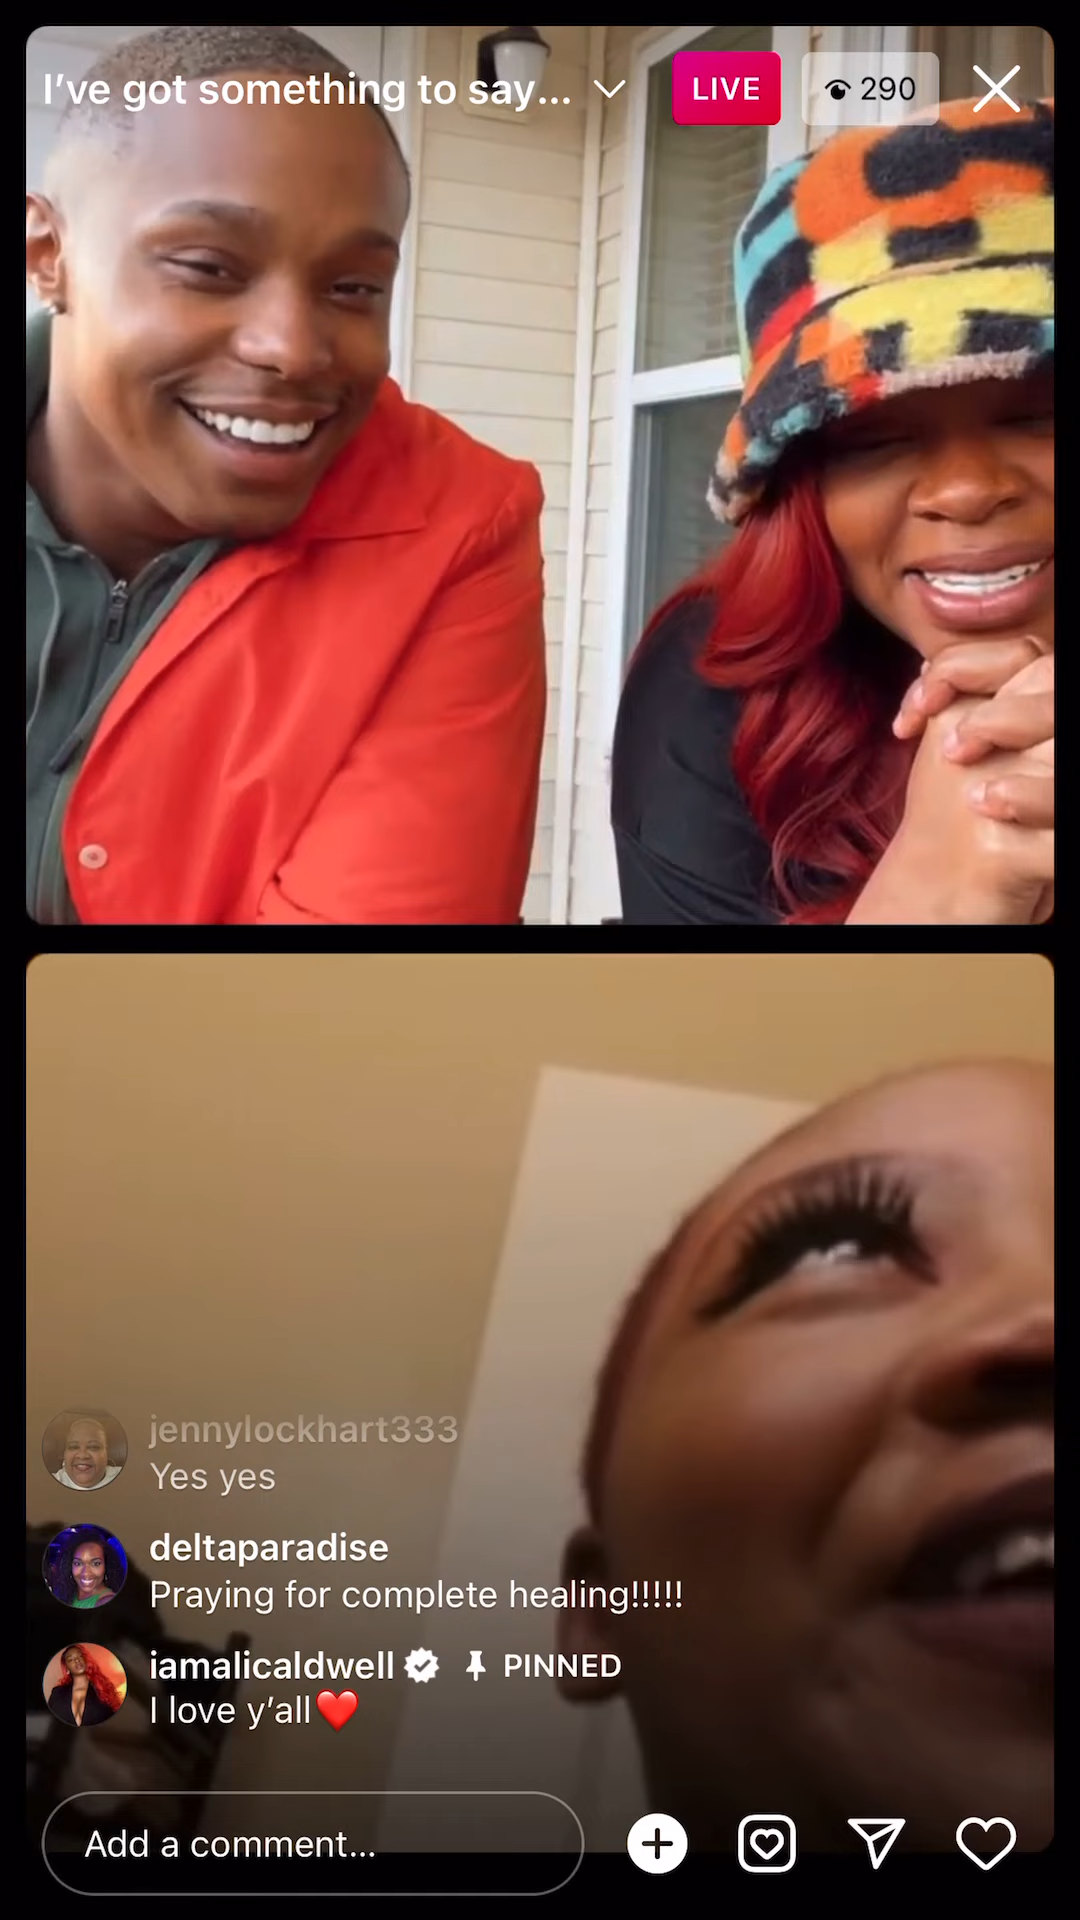 I’ve got something to say...
LIVE
290
jennylockhart333
Yes yes
deltaparadise
Praying for complete healing!!!!!
iamalicaldwell PINNED
I love y’all❤️
Add a comment...